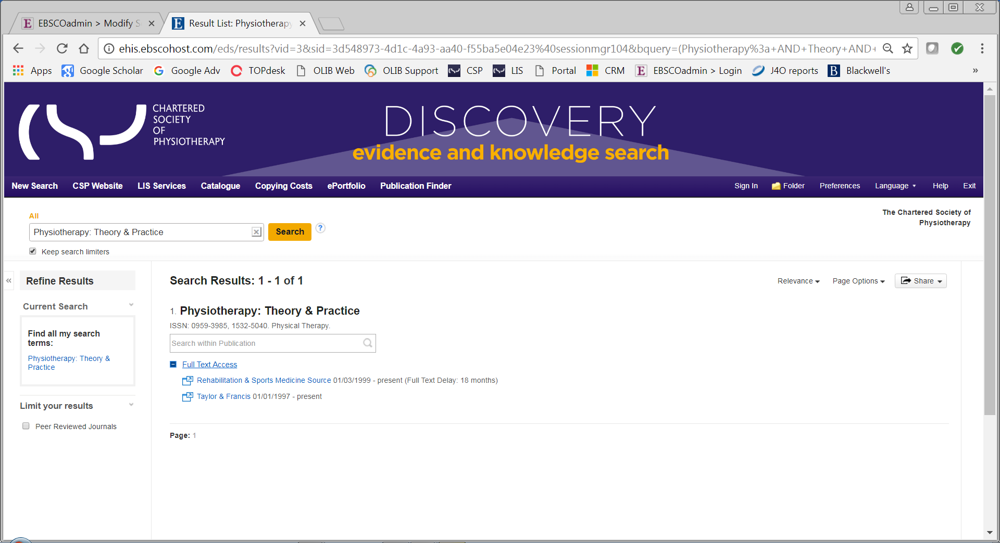 EBSCOadmin > Modify S
Result List: Physiotherapy
ehis.ebscohost.com/eds/results?vid=3&sid=3d548973-4d1c-4a93-aa40-f55ba5e04e23%40sessionmgr104&bquery=(Physiotherapy%3a+AND+Theory+AND+
Apps Google Scholar Google Adv TOPdesk OLIB Web OLIB Support CSP LIS Portal CRM EBSCOadmin > Login J4O reports Blackwell's »
CHARTERED
SOCIETY
OF
PHYSIOTHERAPY
DISCOVERY
evidence and knowledge search
New Search CSP Website LIS Services Catalogue Copying Costs ePortfolio Publication Finder Sign In Folder Preferences Language Help Exit
All
Physiotherapy: Theory & Practice
Search
?
Keep search limiters
The Chartered Society of
Physiotherapy
«
Refine Results
Current Search
Find all my search
terms:
Physiotherapy: Theory &
Practice
Limit your results
Peer Reviewed Journals
Search Results: 1 - 1 of 1
Relevance Page Options Share
1. Physiotherapy: Theory & Practice
ISSN: 0959-3985, 1532-5040. Physical Therapy.
Search within Publication
Full Text Access
Rehabilitation & Sports Medicine Source 01/03/1999 - present (Full Text Delay: 18 months)
Taylor & Francis 01/01/1997 - present
Page: 1